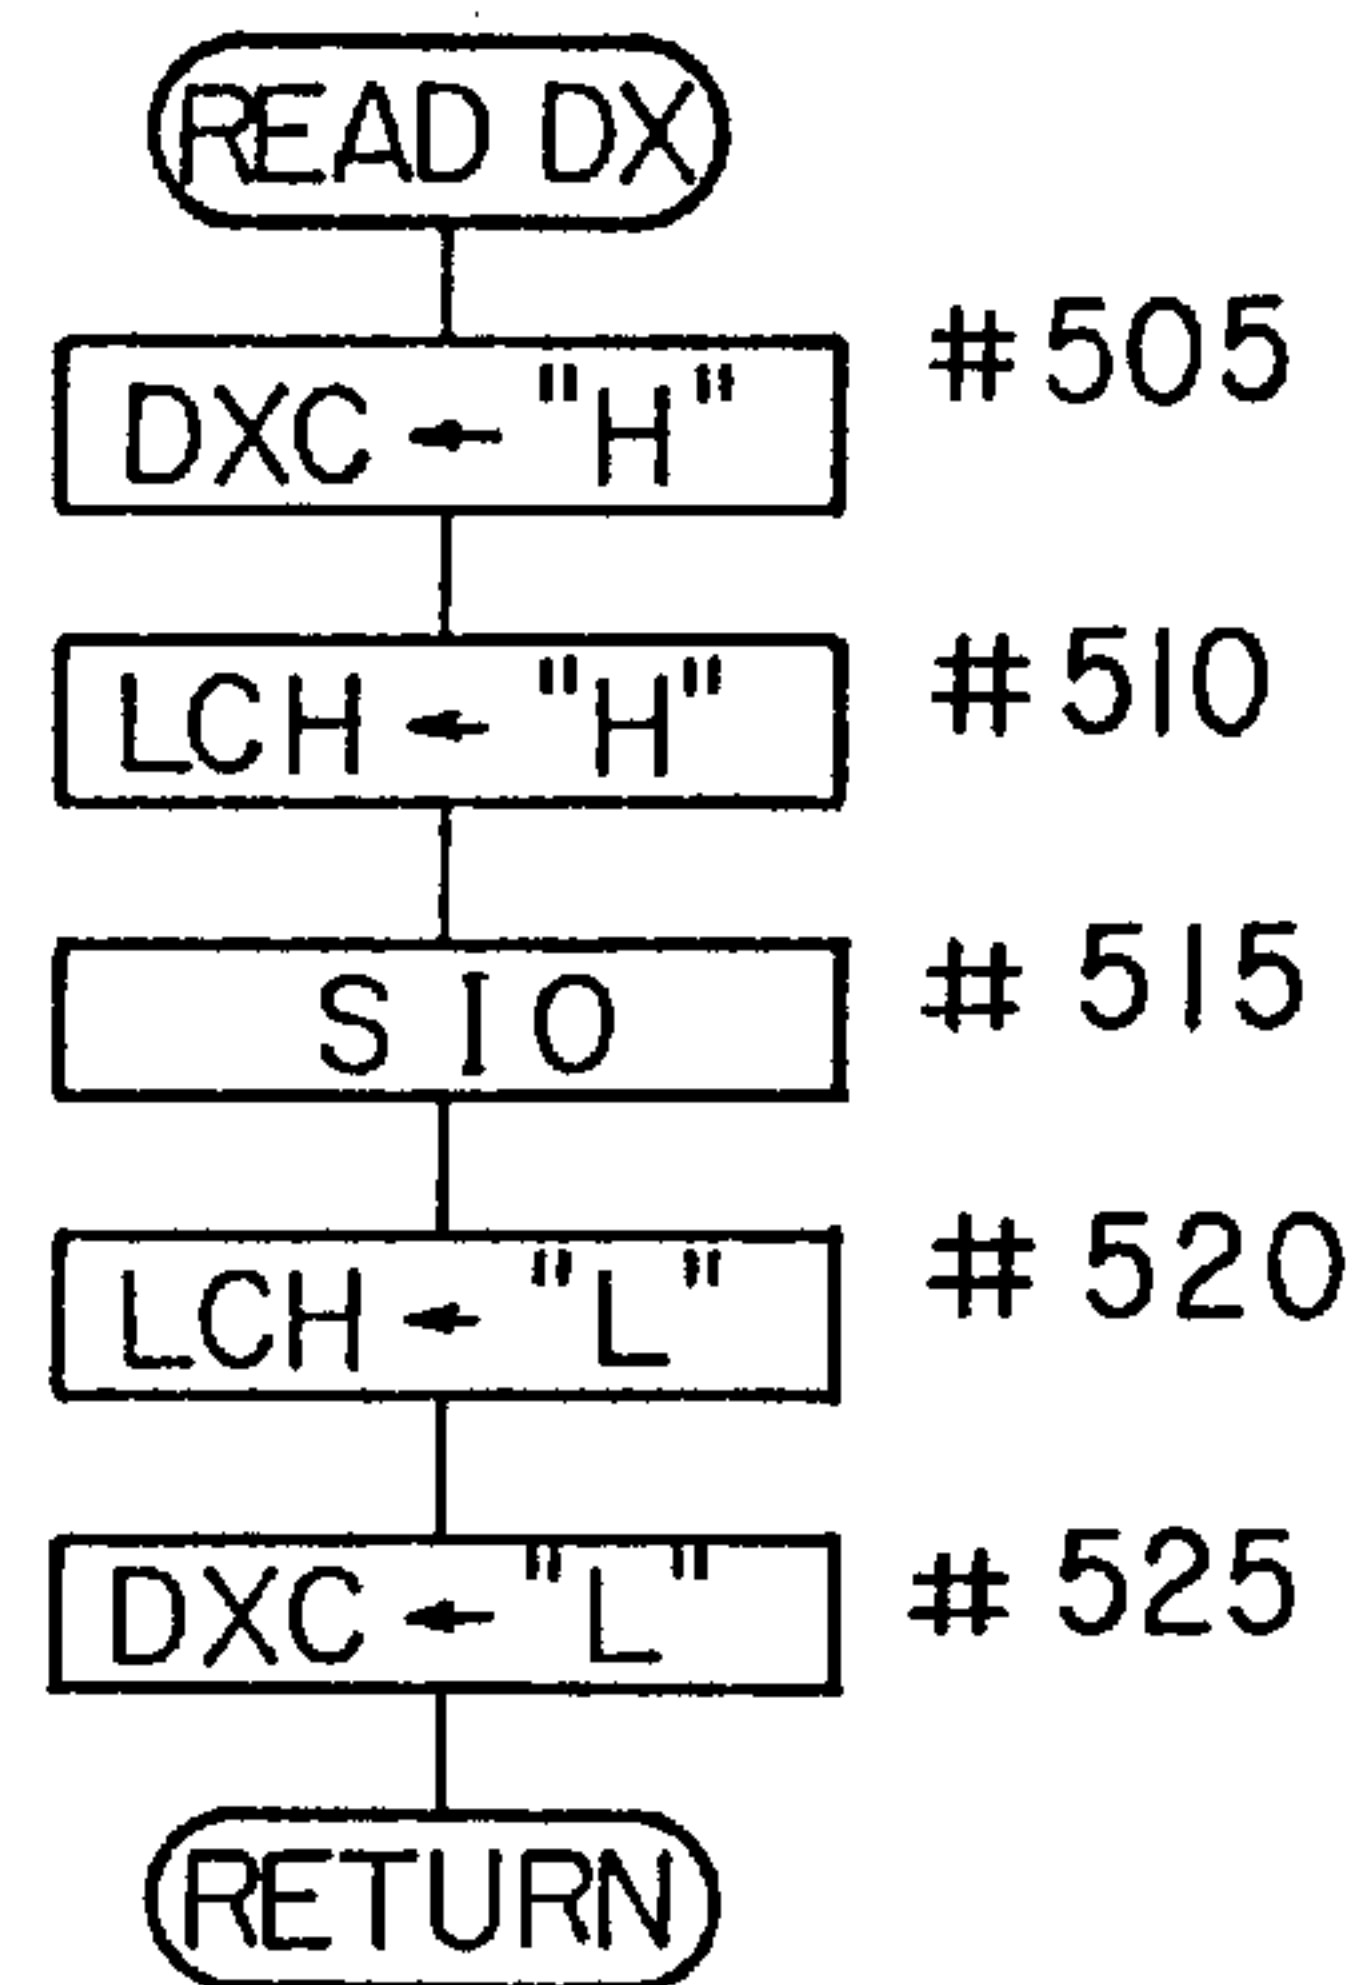 READ DX
DXC ← "H" #505
LCH ← "H" #510
SIO #515
LCH ← "L" #520
DXC ← "L" #525
RETURN